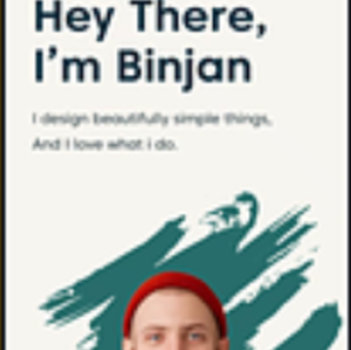 Hey There,
I'm Binjan
I design beautifully simple things,
And I love what i do.